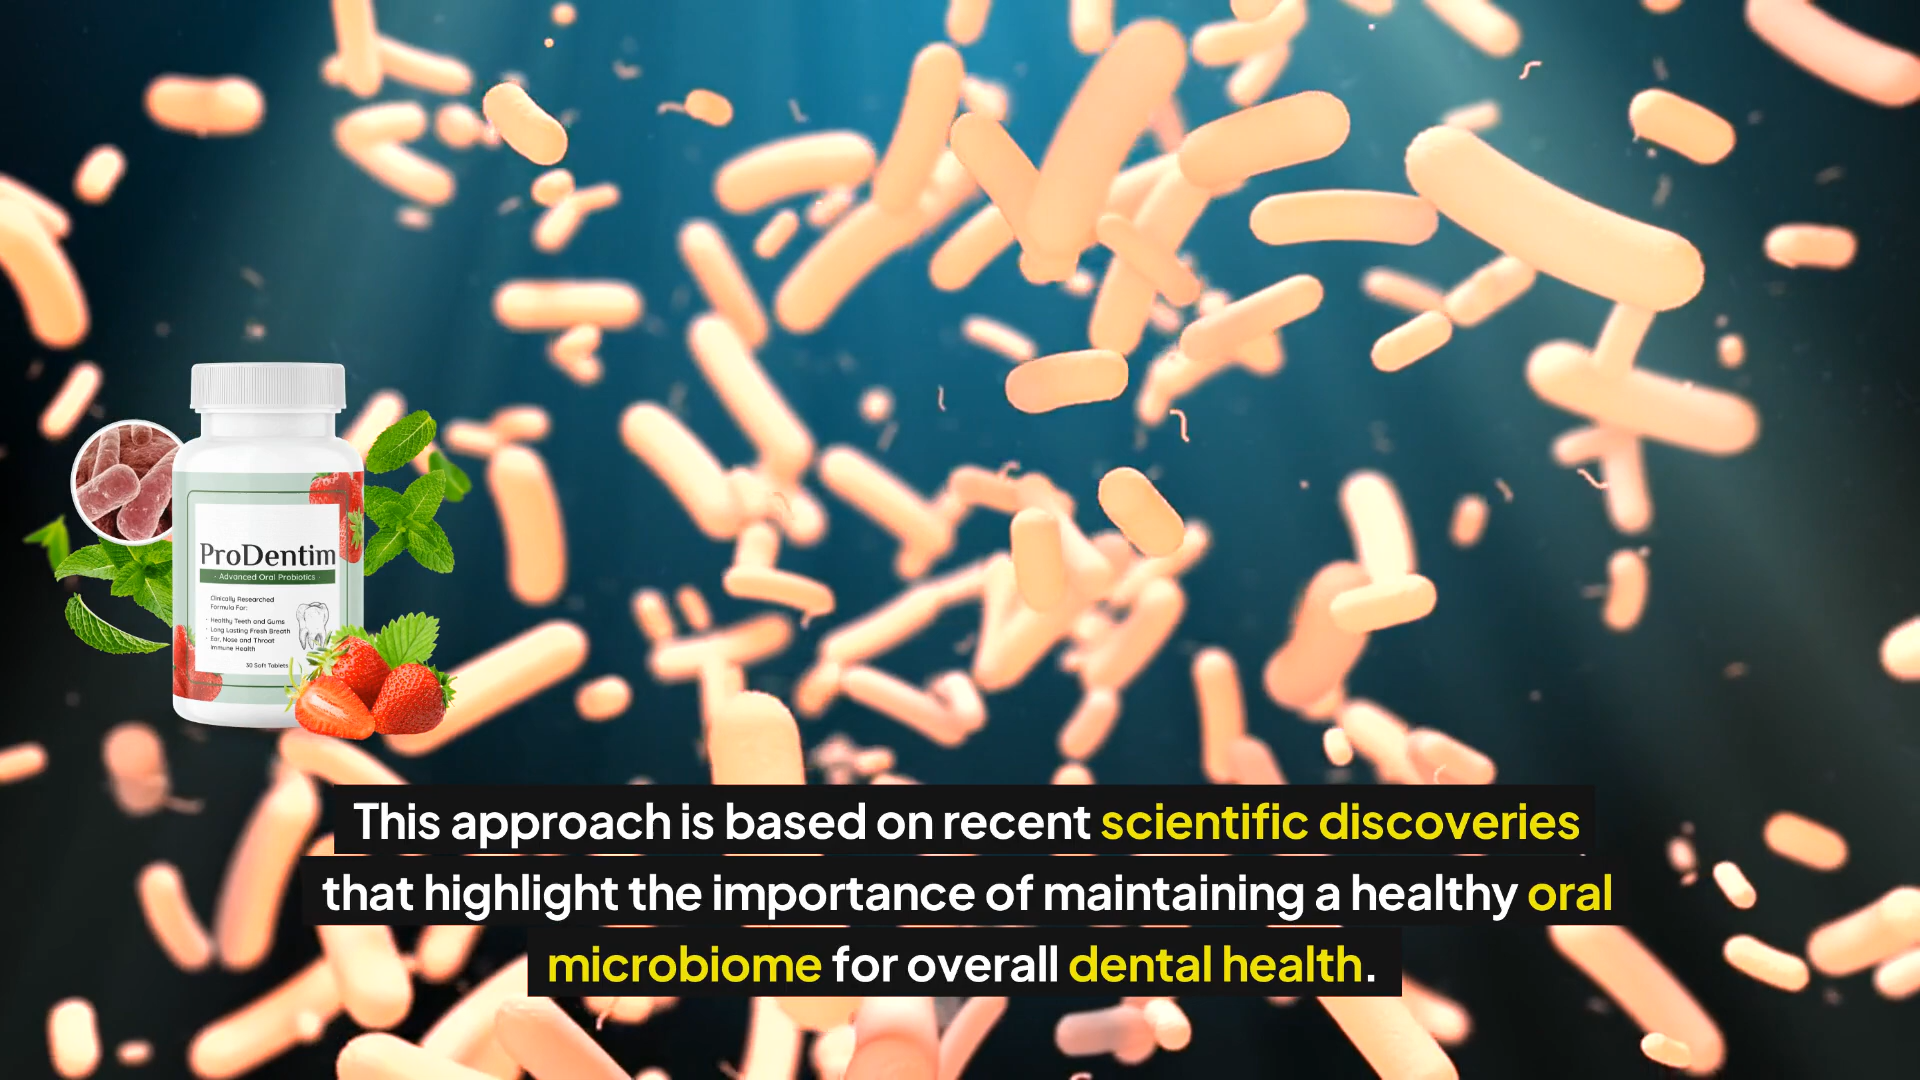 ProDentim
· Advanced Oral Probiotics ·
Clinically Researched
Formula For:
· Healthy Teeth and Gums
· Long Lasting Fresh Breath
· Ear, Nose and Throat
Immune Health
30 Soft Tablets
This approach is based on recent scientific discoveries
that highlight the importance of maintaining a healthy oral
microbiome for overall dental health.